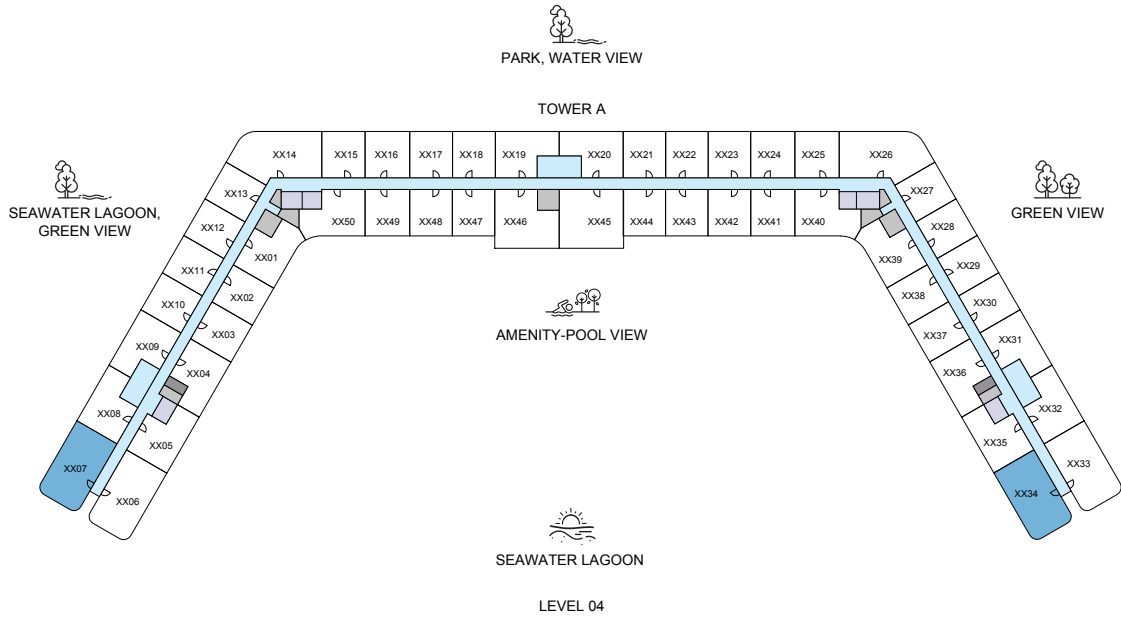 PARK, WATER VIEW
TOWER A
XX14 XX15 XX16 XX17 XX18 XX19 XX20 XX21 XX22 XX23 XX24 XX25 XX26
XX13 XX27
SEAWATER LAGOON,
GREEN VIEW
GREEN VIEW
XX50 XX49 XX48 XX47 XX46 XX45 XX44 XX43 XX42 XX41 XX40
XX12 XX28
XX01 XX39
XX11 XX29
XX02 XX38
XX10 XX30
XX03 XX37
AMENITY-POOL VIEW
XX09 XX31
XX04 XX36
XX08 XX32
XX05 XX35
XX07 XX33
XX06 XX34
SEAWATER LAGOON
LEVEL 04